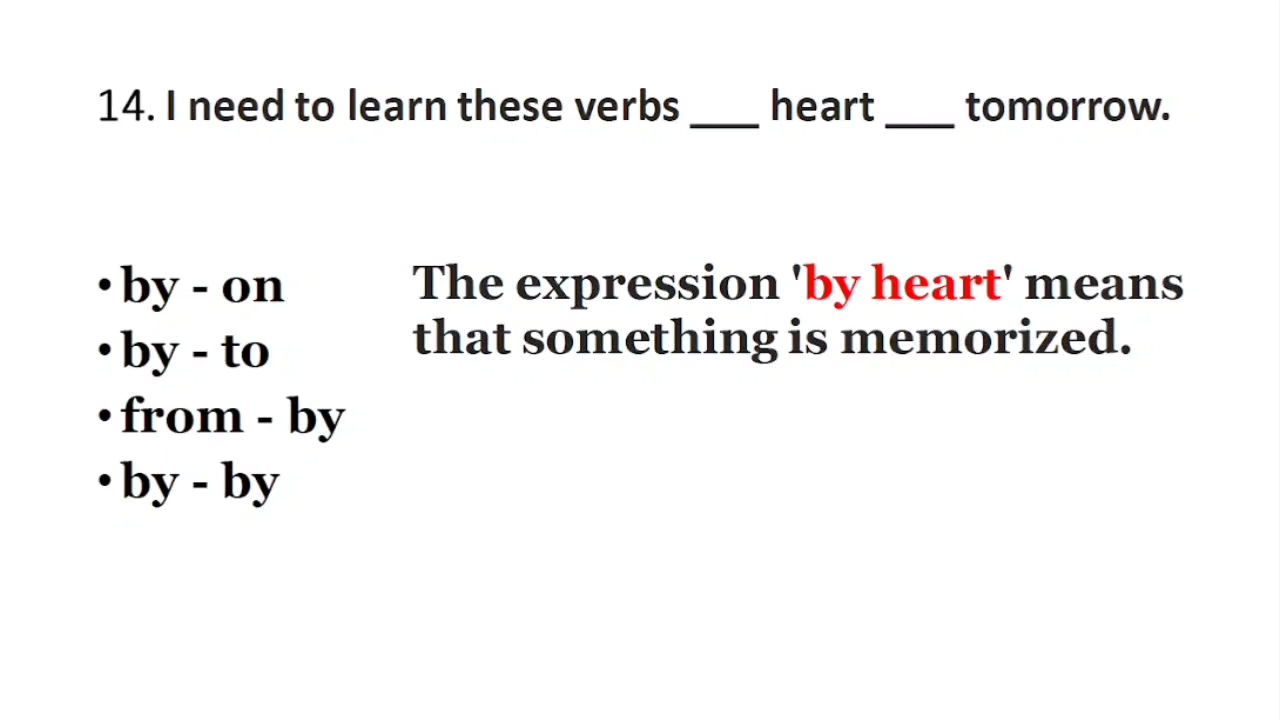 14. I need to learn these verbs ___ heart ___ tomorrow.
• by - on
• by - to
• from - by
• by - by
The expression 'by heart' means
that something is memorized.